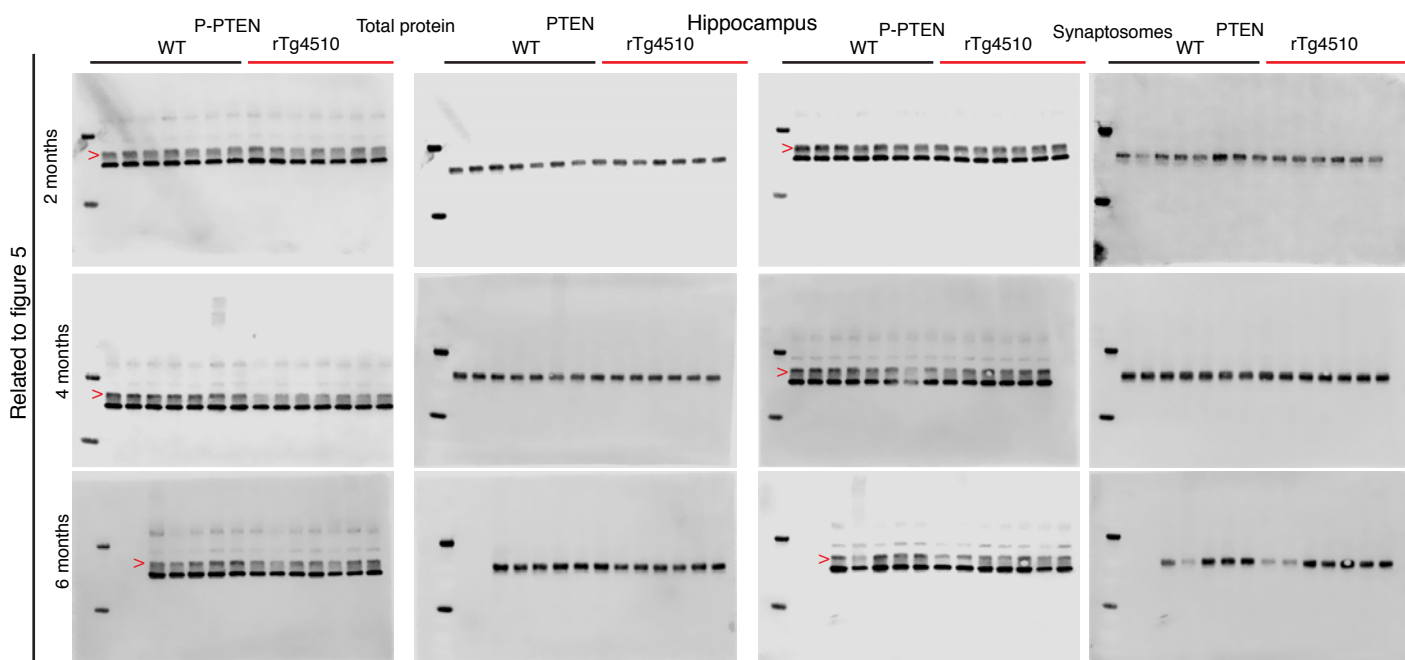 P-PTEN Total protein PTEN Hippocampus P-PTEN Synaptosomes PTEN
WT rTg4510 WT rTg4510 WT rTg4510 WT rTg4510
Related to figure 5
2 months
>
>
4 months
>
>
6 months
>
>